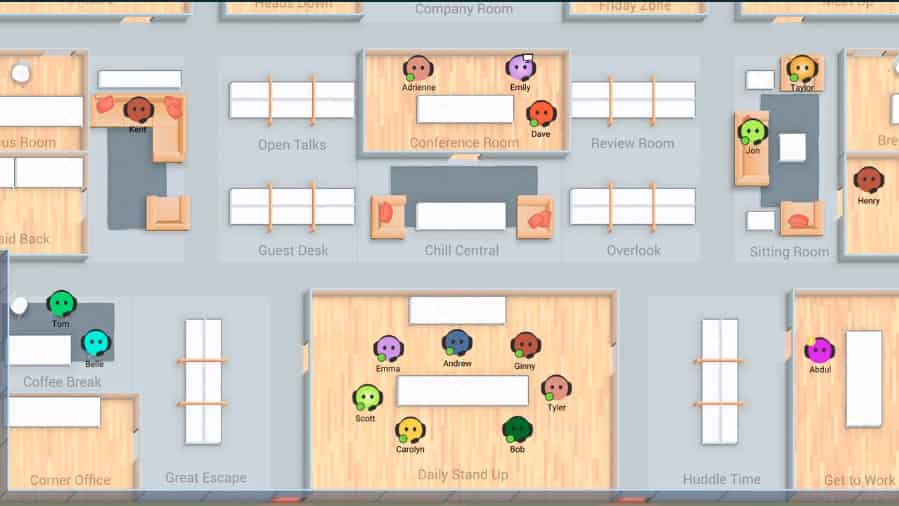 Heads Down
Company Room
Friday Zone
Adrienne
Emily
Taylor
Kent
Dave
Jon
Open Talks
Conference Room
Review Room
Henry
Guest Desk
Chill Central
Overlook
Sitting Room
Tom
Belle
Coffee Break
Emma
Andrew
Ginny
Abdul
Scott
Tyler
Carolyn
Bob
Corner Office
Great Escape
Daily Stand Up
Huddle Time
Get to Work